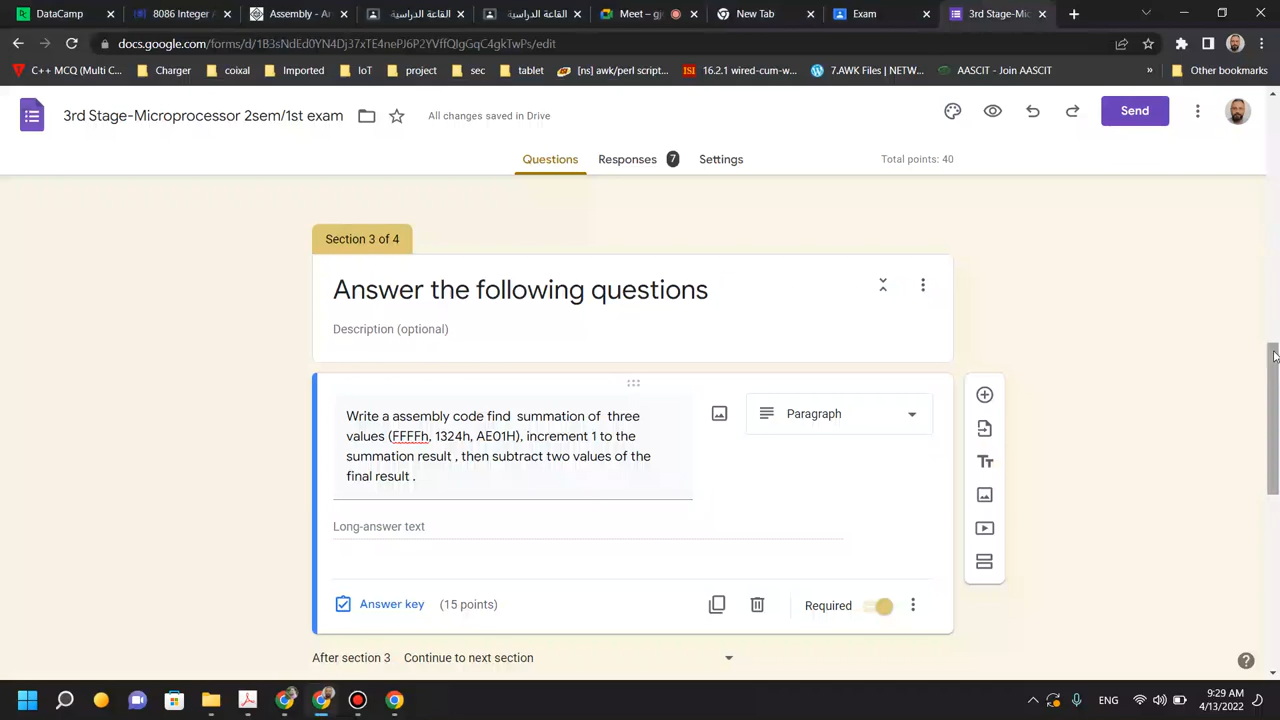 DataCamp
8086 Integer A
Assembly - A
القاعة الدراسية
القاعة الدراسية
Meet – gi
New Tab
Exam
3rd Stage-Mic
docs.google.com/forms/d/1B3sNdEd0YN4Dj37xTE4nePJ6P2YVffQJgGqC4gkTwPs/edit
C++ MCQ (Multi C...
Charger
coixal
Imported
IoT
project
sec
tablet
[ns] awk/perl script...
ISI
16.2.1 wired-cum-w...
7.AWK Files | NETW...
AASCIT - Join AASCIT
»
Other bookmarks
3rd Stage-Microprocessor 2sem/1st exam
All changes saved in Drive
Send
Questions
Responses 7
Settings
Total points: 40
Section 3 of 4
Answer the following questions
Description (optional)
Write a assembly code find summation of three
values (FFFFh, 1324h, AE01H), increment 1 to the
summation result , then subtract two values of the
final result .
Paragraph
Long-answer text
Answer key (15 points)
Required
After section 3 Continue to next section
ENG
9:29 AM
4/13/2022